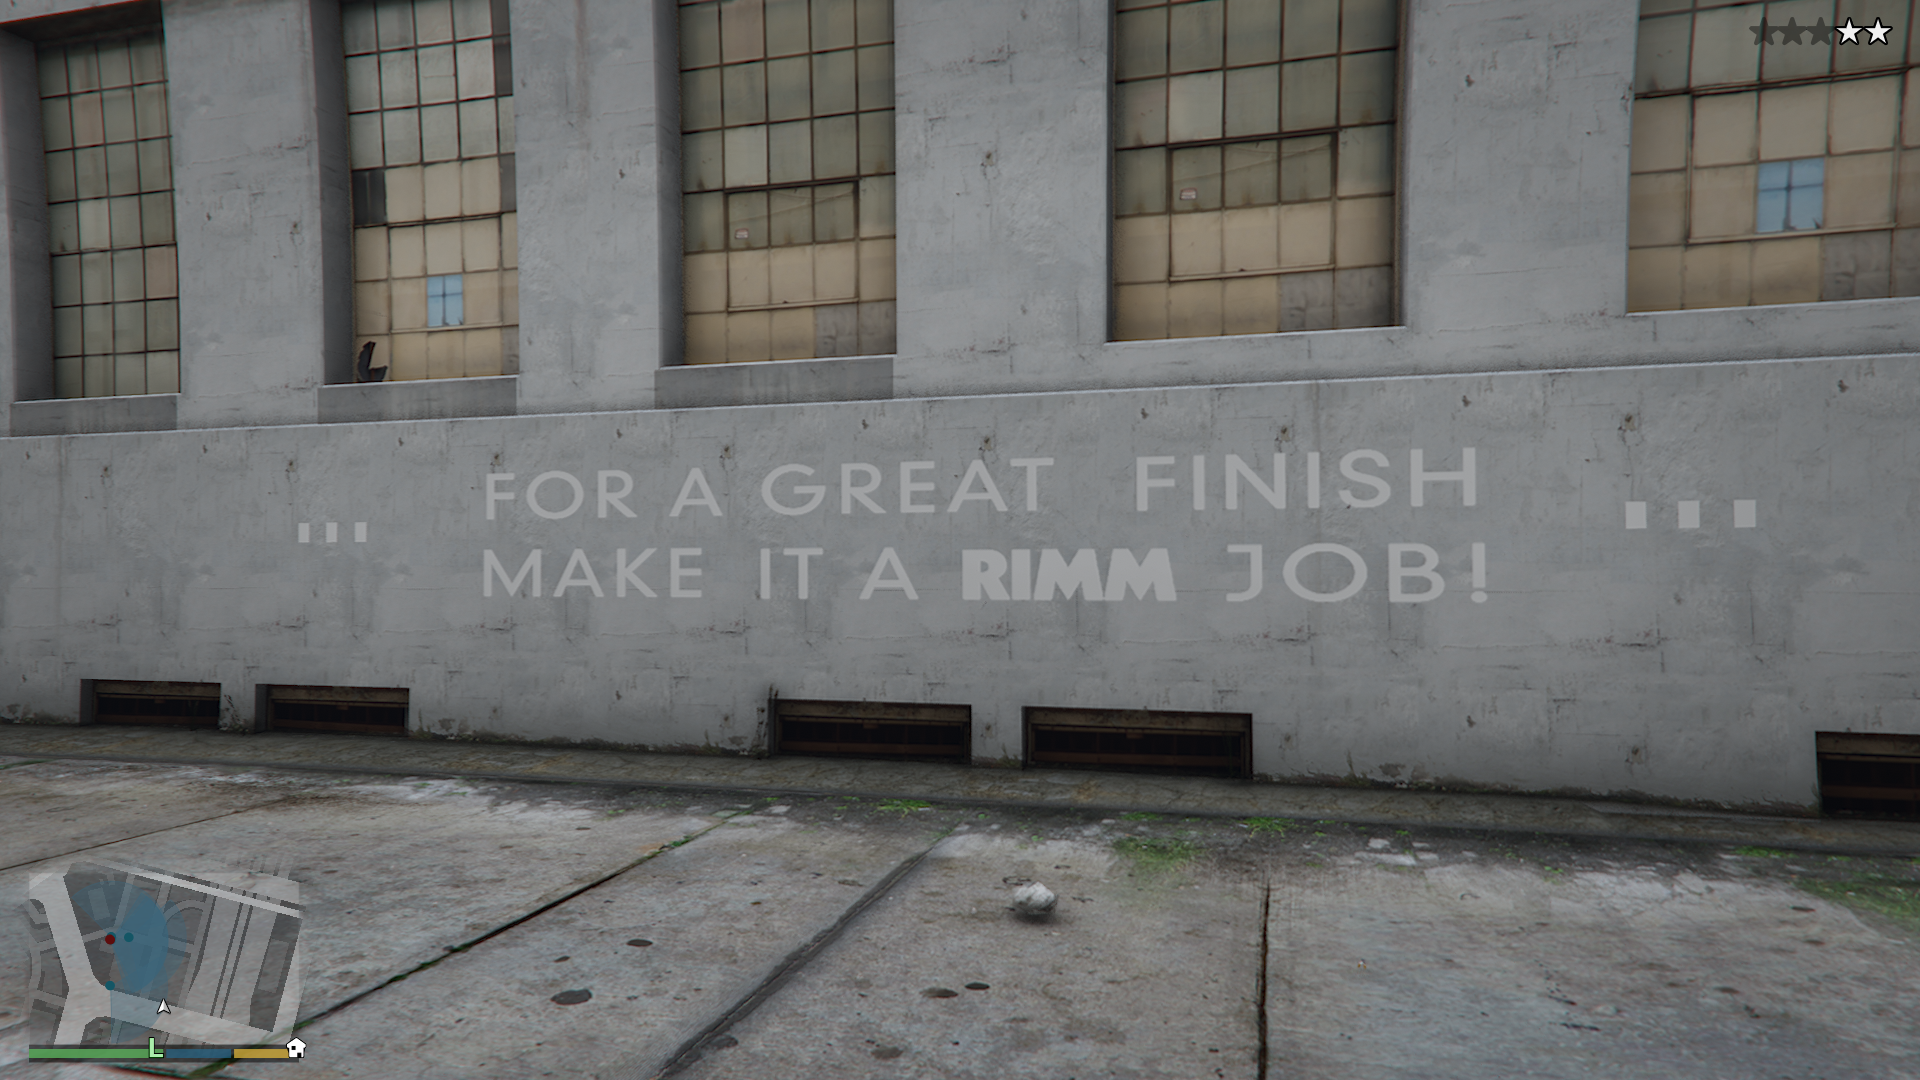 FOR A GREAT FINISH
... ...
MAKE IT A RIMM JOB!
L